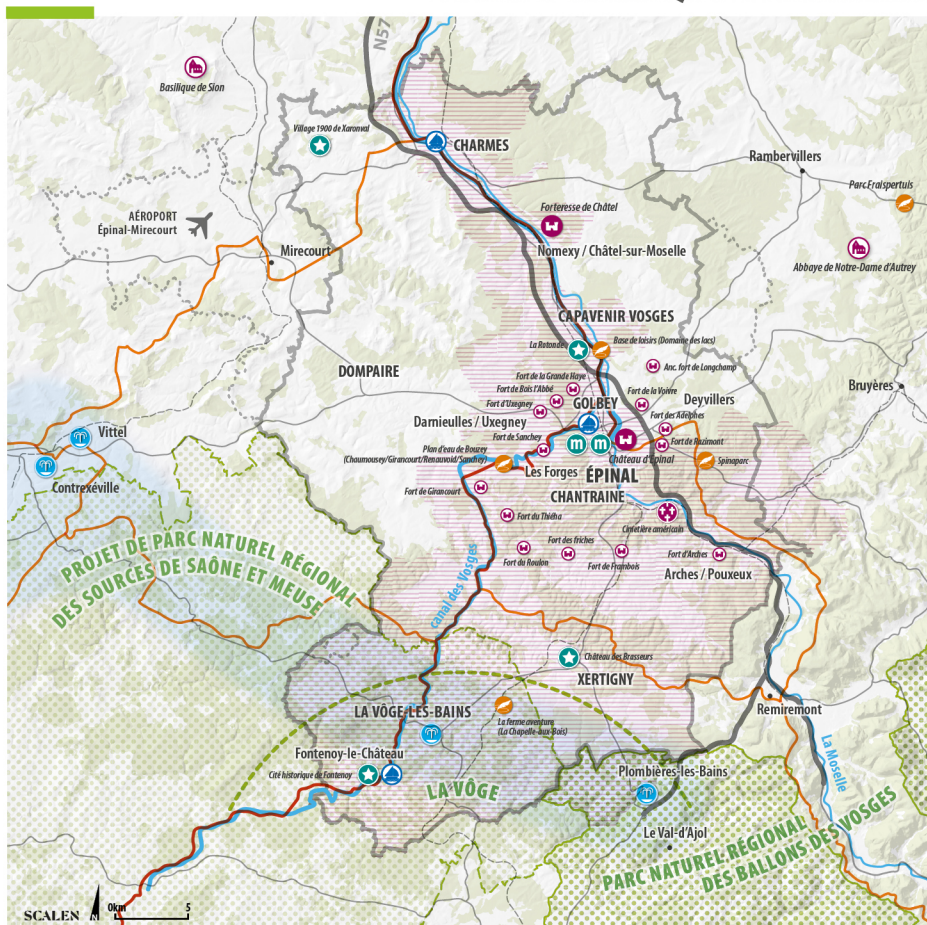 N57
Basilique de Sion
Village 1900 de Xaronval
CHARMES
Rambervillers
Parc Fraispertuis
AÉROPORT
Épinal-Mirecourt
Forteresse de Châtel
Mirecourt
Nomexy / Châtel-sur-Moselle
Abbaye de Notre-Dame d'Autrey
CAPAVENIR VOSGES
La Rotonde
Base de loisirs (Domaine des lacs)
Anc. fort de Longchamp
DOMPAIRE
Fort de la Grande Haye
Fort de Bois l'Abbé
Fort de la Voivre
Bruyères
Fort d'Uxegney
GOLBEY
Deyvillers
Darnieulles / Uxegney
Fort des Adelphes
Vittel
Fort de Sanchey
Fort de Razimont
Plan d'eau de Bouzey
(Chaumousey/Girancourt/Renauvoid/Sanchey)
Château d'Épinal
Spinaparc
Les Forges
ÉPINAL
Contrexéville
Fort de Girancourt
CHANTRAINE
Fort du Thiéha
Cimetière américain
Fort des friches
Fort du Roulon
Fort de Frambois
Fort d'Arches
Arches / Pouxeux
PROJET DE PARC NATUREL RÉGIONAL
DES SOURCES DE SAÔNE ET MEUSE
canal des Vosges
Château des Brasseurs
XERTIGNY
Remiremont
LA VÔGE-LES-BAINS
La ferme aventure
(La Chapelle-aux-Bois)
Fontenoy-le-Château
Cité historique de Fontenoy
LA VÔGE
Plombières-les-Bains
La Moselle
Le Val-d'Ajol
PARC NATUREL RÉGIONAL
DES BALLONS DES VOSGES
SCALEN
N
0km 5
m m